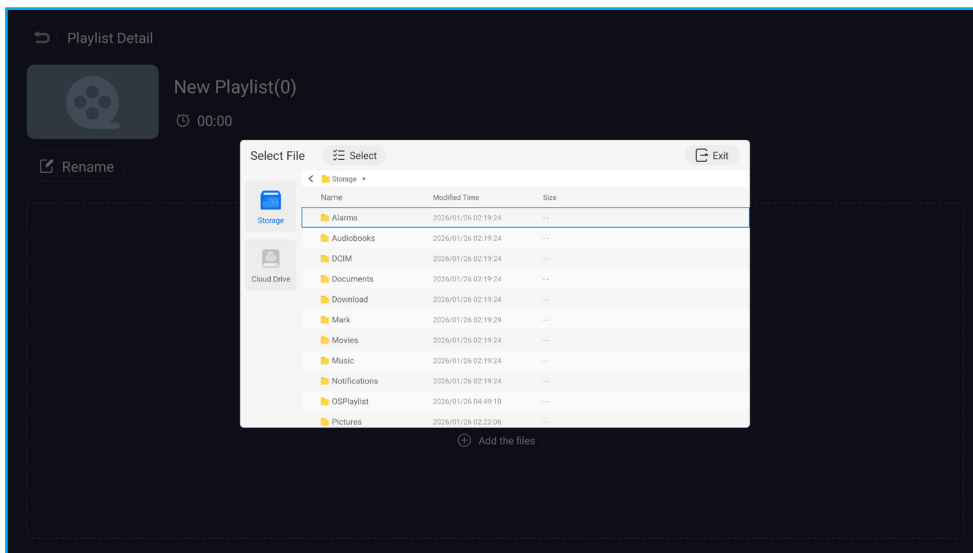 Playlist Detail
New Playlist(0)
00:00
Rename
Select File
Select
Exit
Storage
Cloud Drive
Storage
Name Modified Time Size
Alarms 2026/01/26 02:19:24 --
Audiobooks 2026/01/26 02:19:24 --
DCIM 2026/01/26 02:19:24 --
Documents 2026/01/26 02:19:24 --
Download 2026/01/26 02:19:24 --
Mark 2026/01/26 02:19:29 --
Movies 2026/01/26 02:19:24 --
Music 2026/01/26 02:19:24 --
Notifications 2026/01/26 02:19:24 --
OSPlaylist 2026/01/26 04:49:10 --
Pictures 2026/01/26 02:22:06 --
Add the files